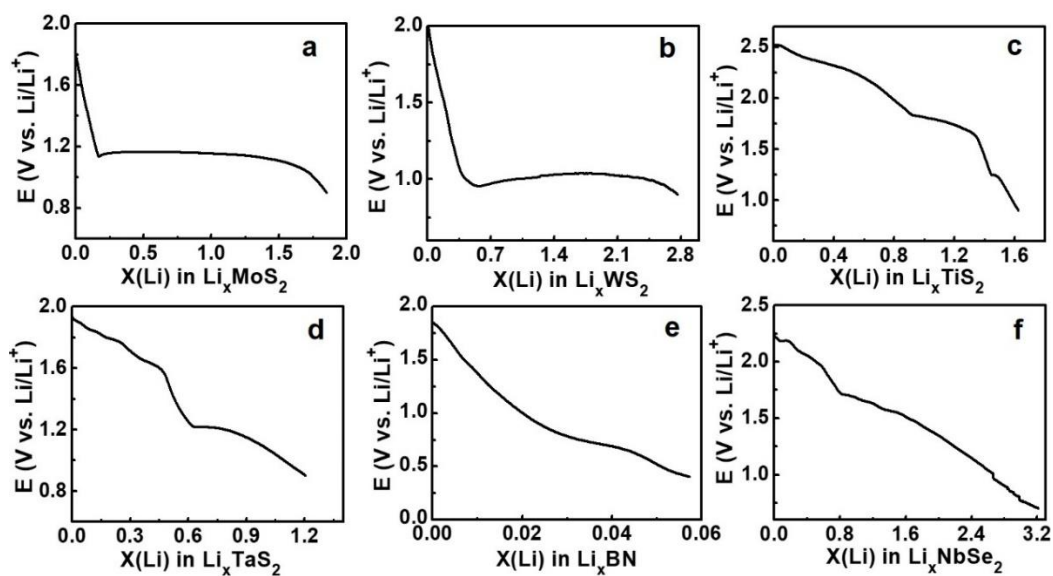 a
E (V vs. Li/Li⁺)
2.0
1.6
1.2
0.8
0.0
0.5
1.0
1.5
2.0
X(Li) in LiₓMoS₂
b
E (V vs. Li/Li⁺)
2.0
1.5
1.0
0.0
0.7
1.4
2.1
2.8
X(Li) in LiₓWS₂
c
E (V vs. Li/Li⁺)
2.5
2.0
1.5
1.0
0.0
0.4
0.8
1.2
1.6
X(Li) in LiₓTiS₂
d
E (V vs. Li/Li⁺)
2.0
1.6
1.2
0.8
0.0
0.3
0.6
0.9
1.2
X(Li) in LiₓTaS₂
e
E (V vs. Li/Li⁺)
2.0
1.5
1.0
0.5
0.0
0.00
0.02
0.04
0.06
X(Li) in LiₓBN
f
E (V vs. Li/Li⁺)
2.5
2.0
1.5
1.0
0.0
0.8
1.6
2.4
3.2
X(Li) in LiₓNbSe₂